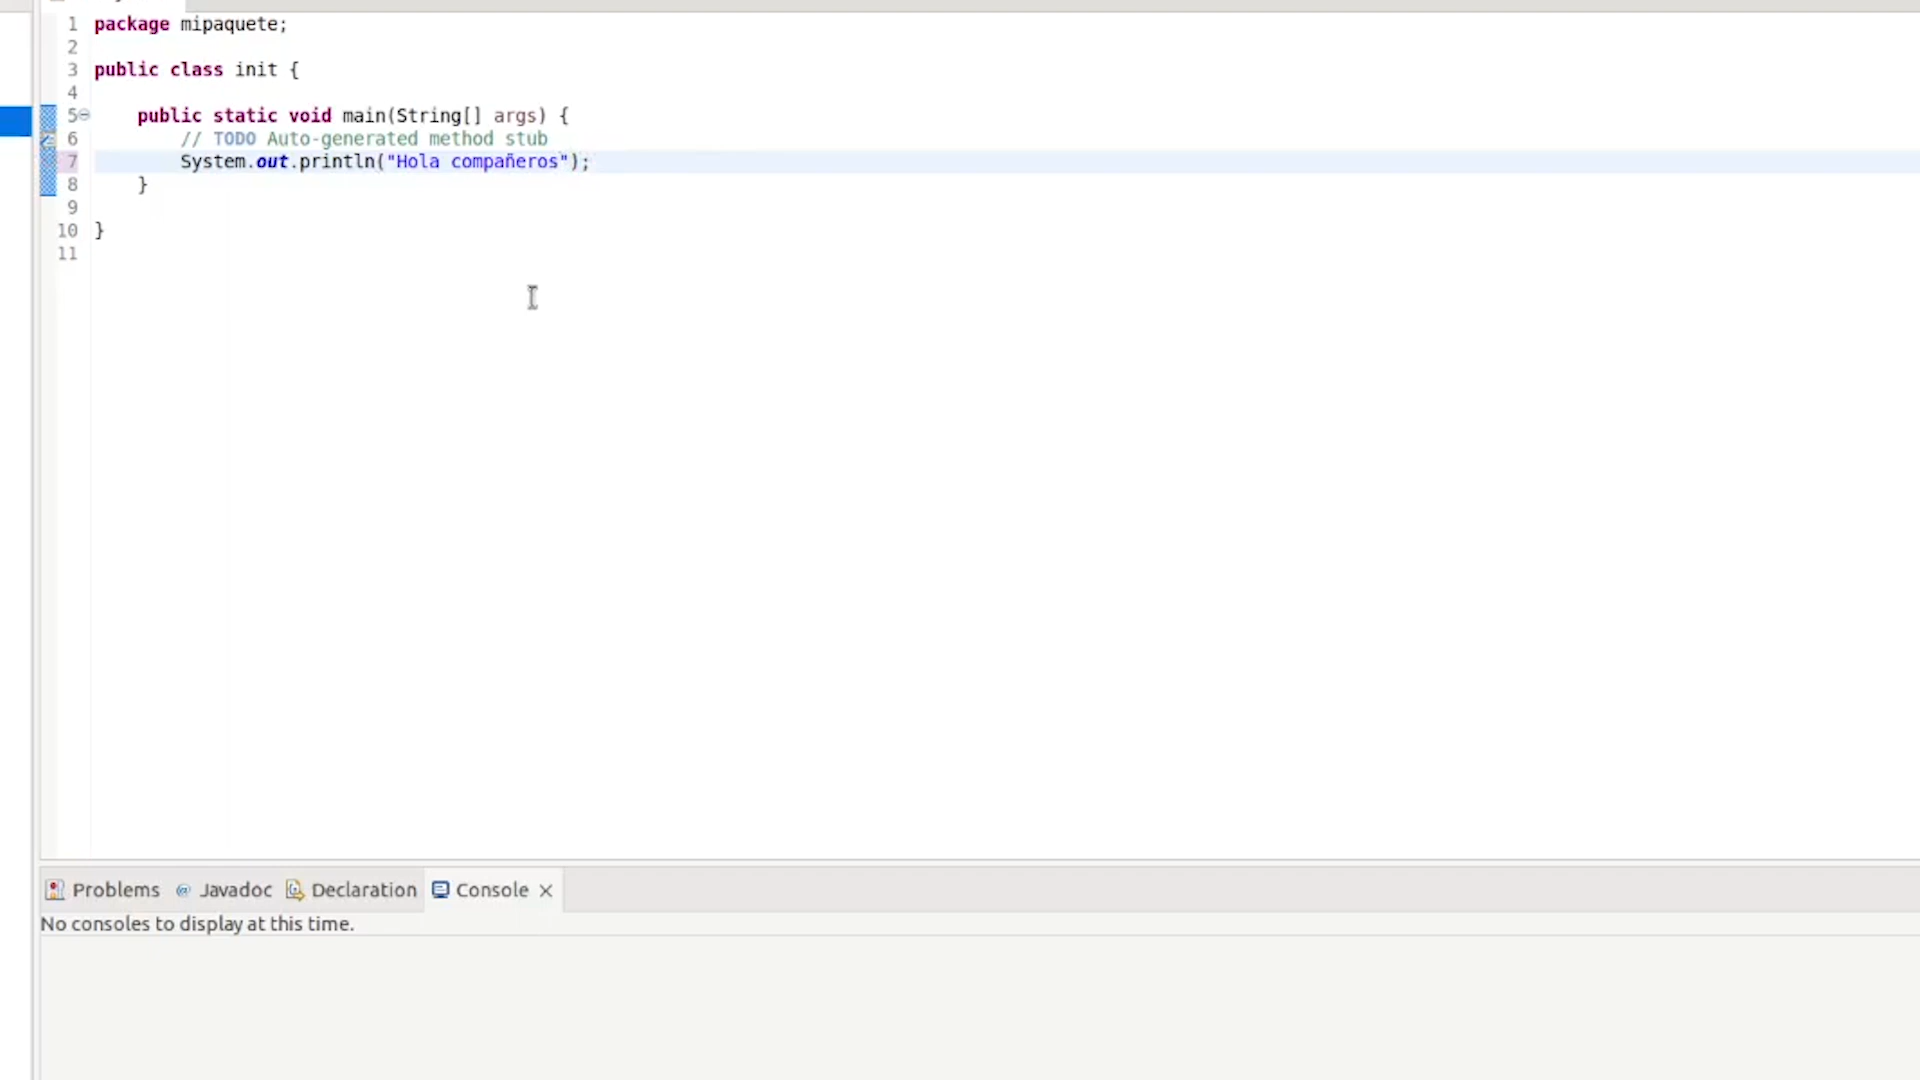 1 package mipaquete;
2
3 public class init {
4
5 public static void main(String[] args) {
6 // TODO Auto-generated method stub
7 System.out.println("Hola compañeros");
8 }
9
10 }
11
Problems Javadoc Declaration Console
No consoles to display at this time.